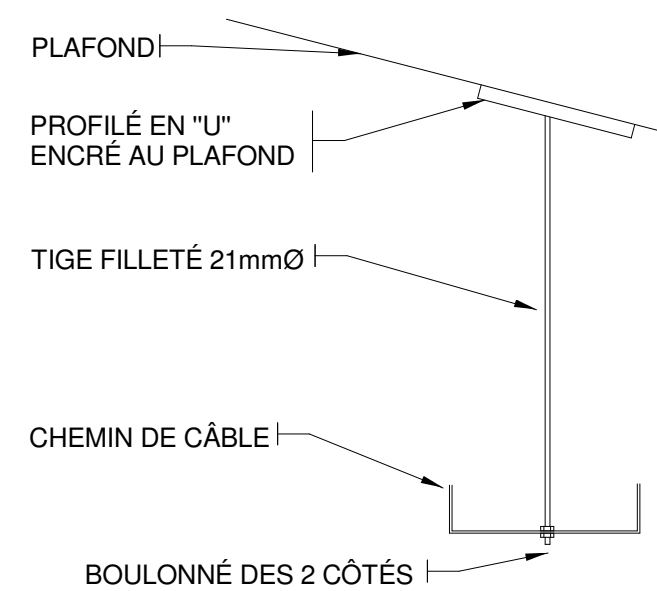 PLAFOND
PROFILÉ EN "U"
ENCRÉ AU PLAFOND
TIGE FILLETÉ 21mmØ
CHEMIN DE CÂBLE
BOULONNÉ DES 2 CÔTÉS